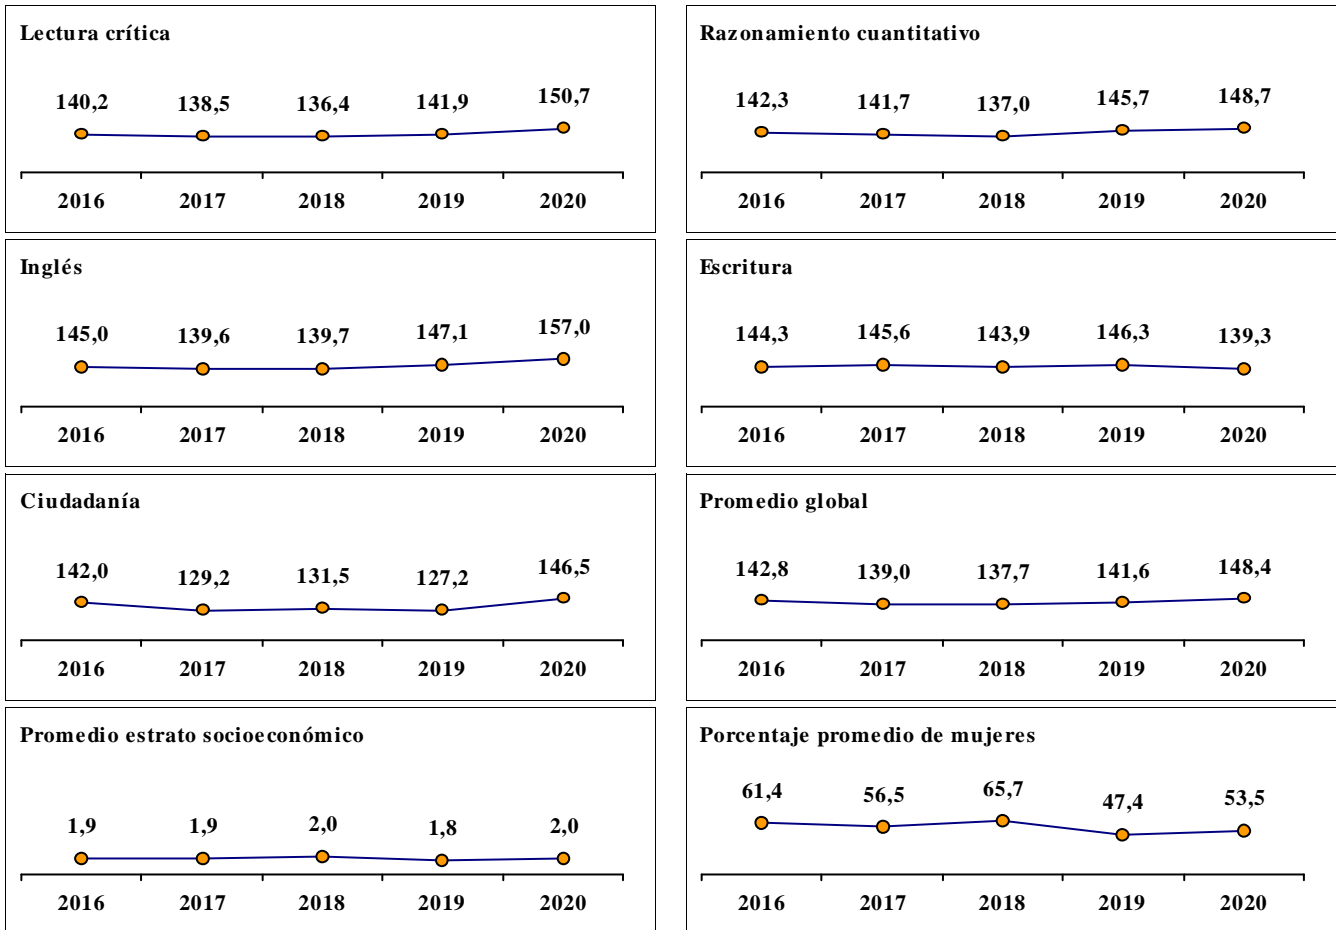 Lectura crítica
140,2 138,5 136,4 141,9 150,7
2016 2017 2018 2019 2020
Razonamiento cuantitativo
142,3 141,7 137,0 145,7 148,7
2016 2017 2018 2019 2020
Inglés
145,0 139,6 139,7 147,1 157,0
2016 2017 2018 2019 2020
Escritura
144,3 145,6 143,9 146,3 139,3
2016 2017 2018 2019 2020
Ciudadanía
142,0 129,2 131,5 127,2 146,5
2016 2017 2018 2019 2020
Promedio global
142,8 139,0 137,7 141,6 148,4
2016 2017 2018 2019 2020
Promedio estrato socioeconómico
1,9 1,9 2,0 1,8 2,0
2016 2017 2018 2019 2020
Porcentaje promedio de mujeres
61,4 56,5 65,7 47,4 53,5
2016 2017 2018 2019 2020